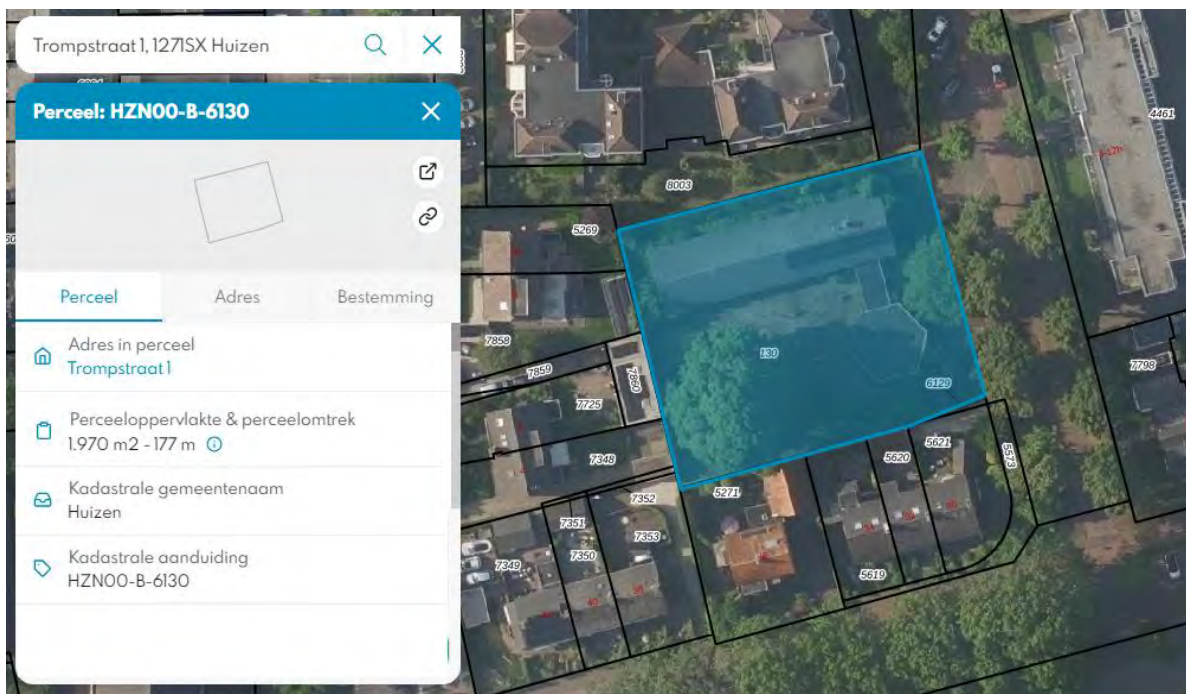 Trompstraat 1, 1271SX Huizen
Perceel: HZN00-B-6130
Perceel Adres Bestemming
Adres in perceel
Trompstraat 1
Perceeloppervlakte & perceelomtrek
1.970 m2 - 177 m
Kadastrale gemeentenaam
Huizen
Kadastrale aanduiding
HZN00-B-6130
4461
8003
5269
7858
7859
7860
7725
7348
130
6129
7798
5621
5620
5573
5271
7352
7351
7353
7350
7349
5619